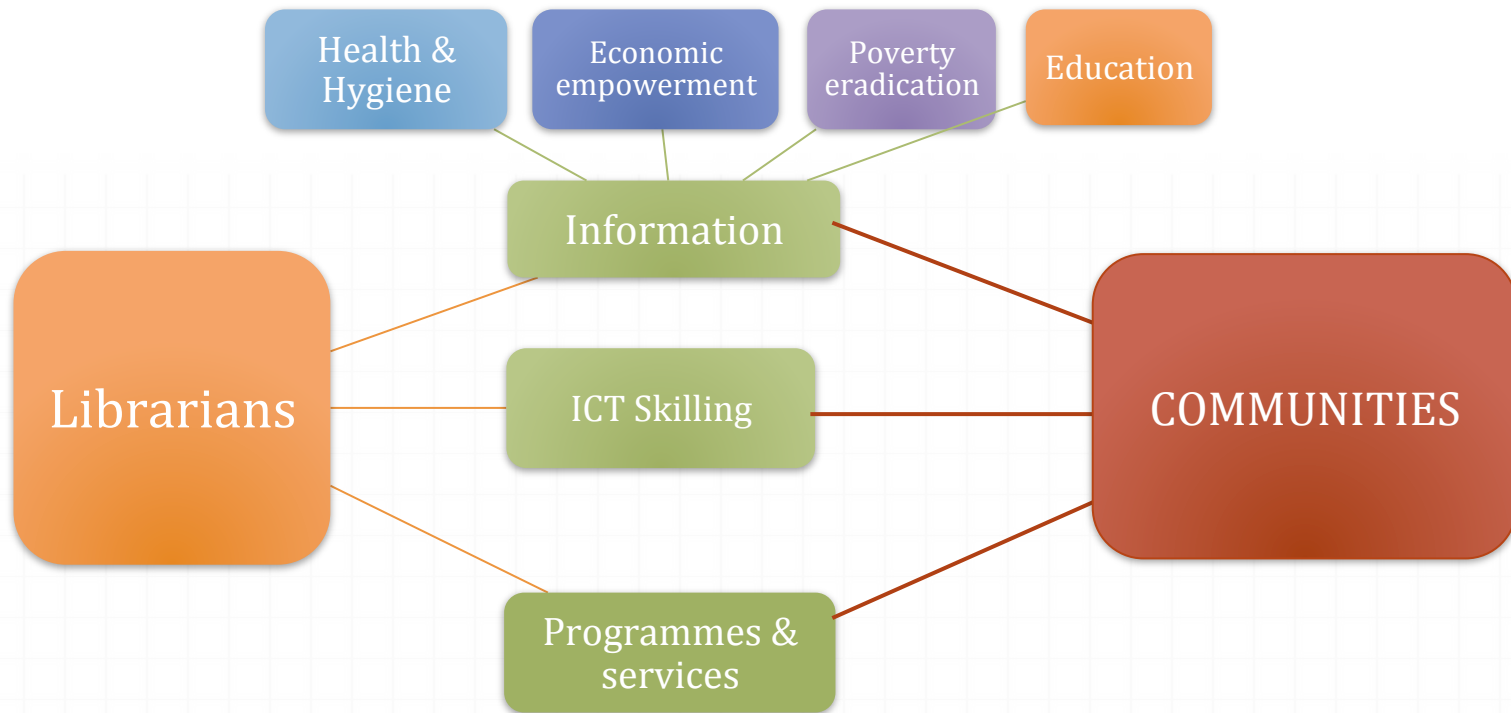 Health &
Hygiene
Economic
empowerment
Poverty
eradication
Education
Information
Librarians
ICT Skilling
COMMUNITIES
Programmes &
services